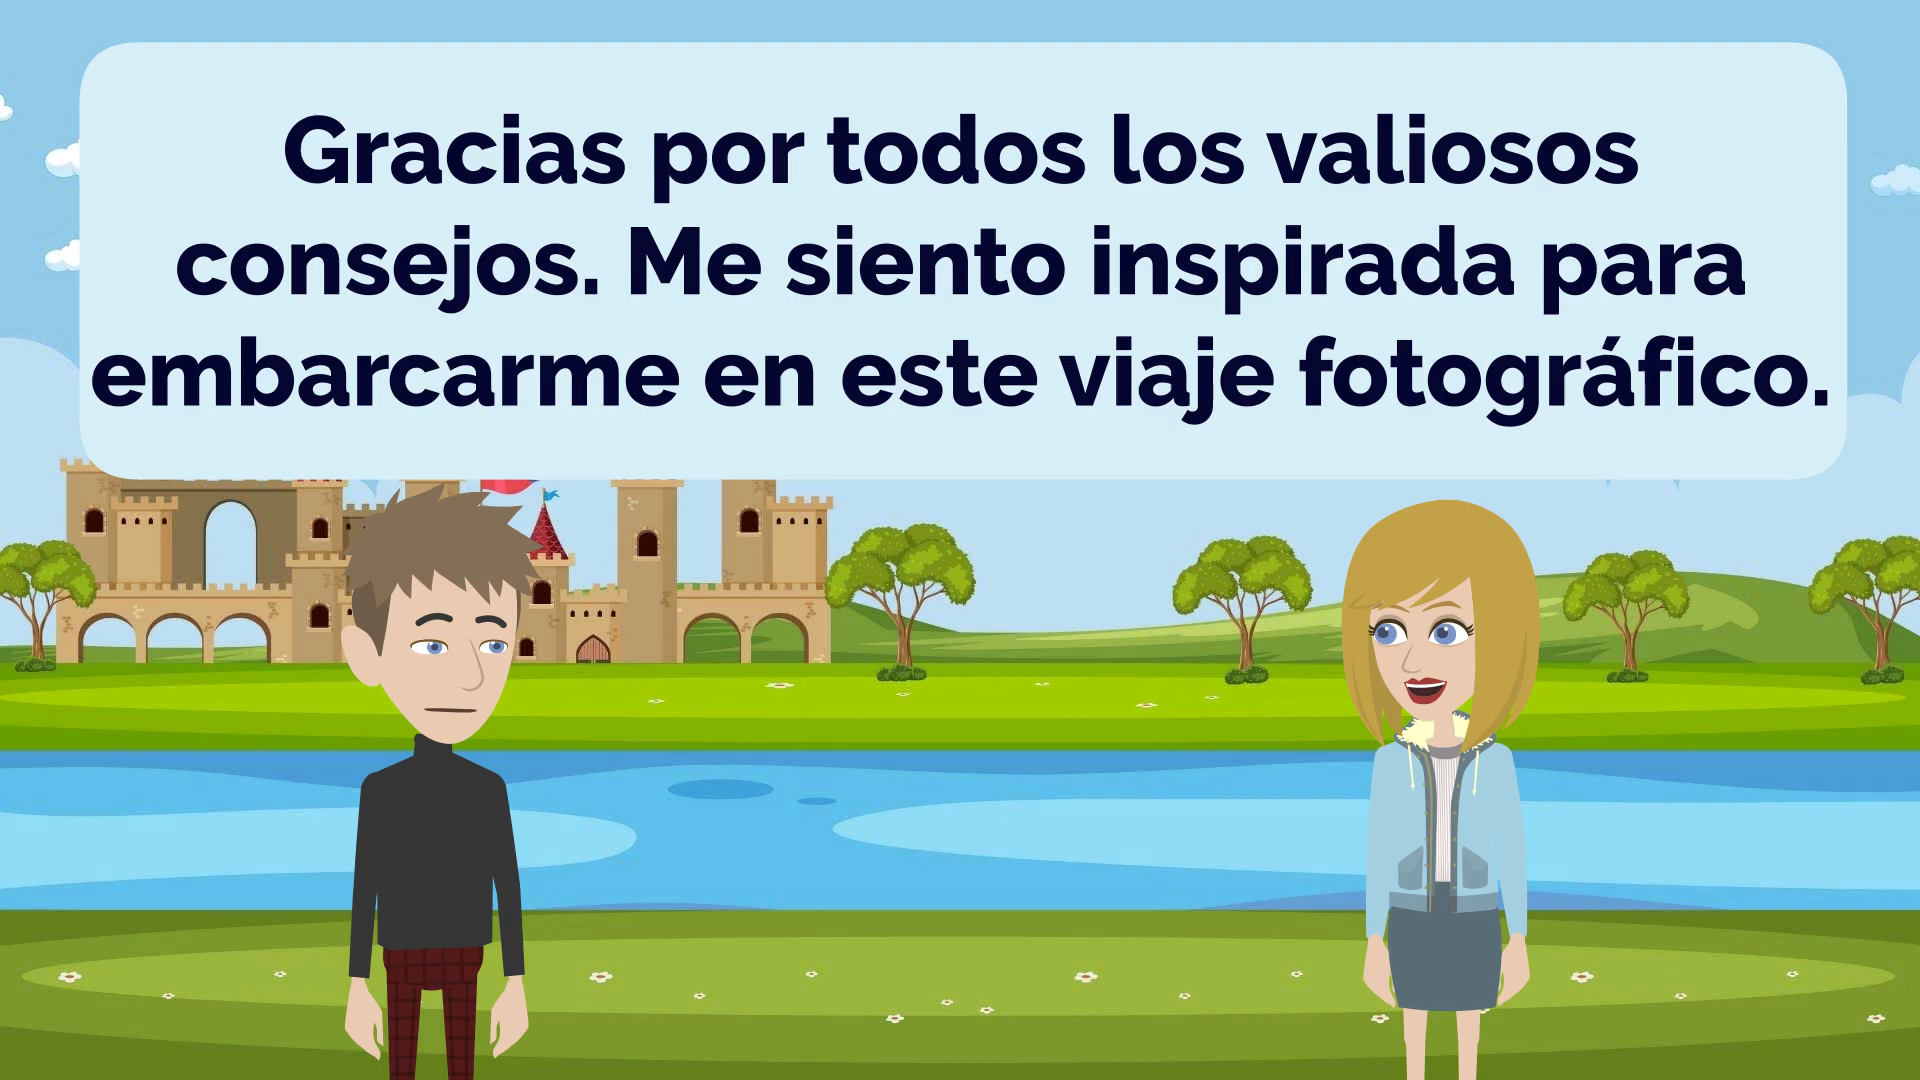 Gracias por todos los valiosos
consejos. Me siento inspirada para
embarcarme en este viaje fotográfico.